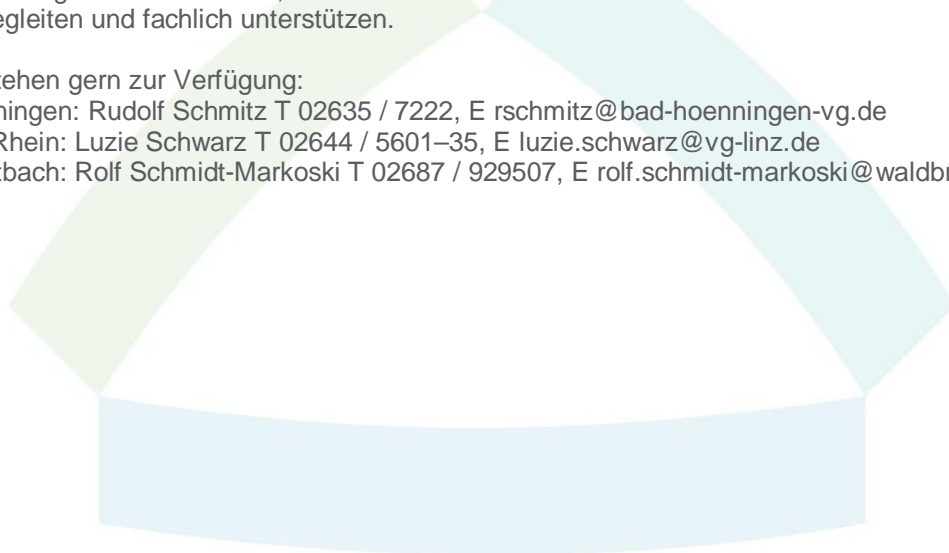 egleiten und fachlich unterstützen.
tehen gern zur Verfügung:
ningen: Rudolf Schmitz T 02635 / 7222, E rschmitz@bad-hoenningen-vg.de
Rhein: Luzie Schwarz T 02644 / 5601–35, E luzie.schwarz@vg-linz.de
tbach: Rolf Schmidt-Markoski T 02687 / 929507, E rolf.schmidt-markoski@waldbr